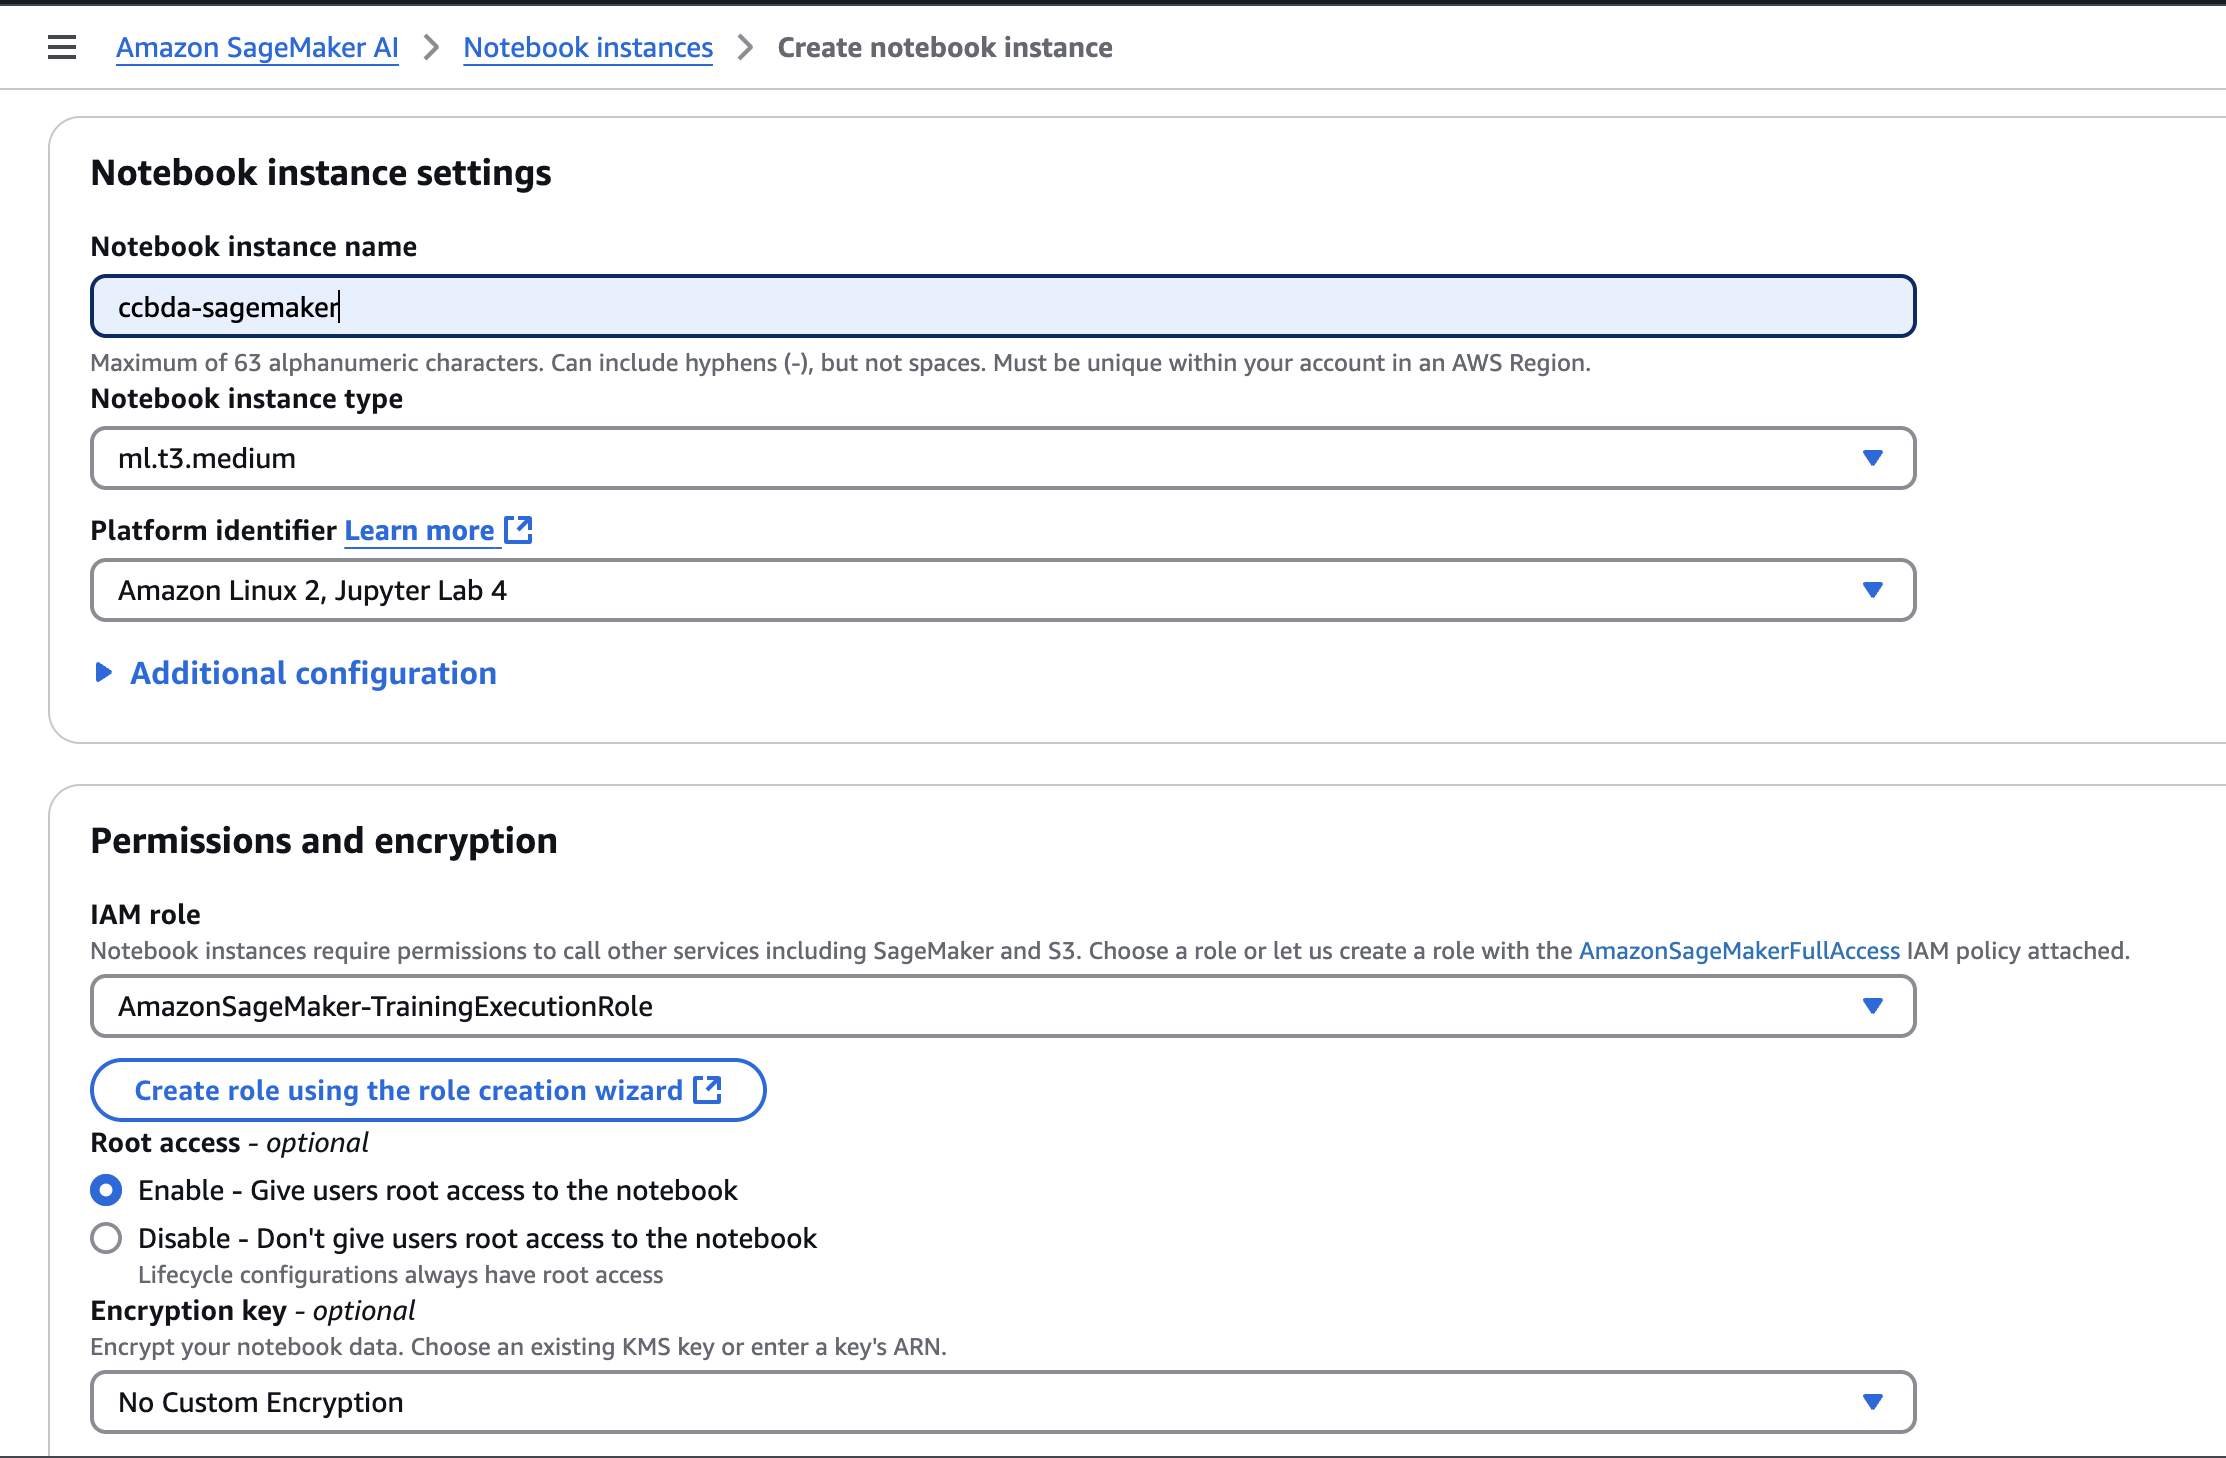 Amazon SageMaker AI > Notebook instances > Create notebook instance
Notebook instance settings
Notebook instance name
ccbda-sagemaker
Maximum of 63 alphanumeric characters. Can include hyphens (-), but not spaces. Must be unique within your account in an AWS Region.
Notebook instance type
ml.t3.medium
Platform identifier Learn more
Amazon Linux 2, Jupyter Lab 4
Additional configuration
Permissions and encryption
IAM role
Notebook instances require permissions to call other services including SageMaker and S3. Choose a role or let us create a role with the AmazonSageMakerFullAccess IAM policy attached.
AmazonSageMaker-TrainingExecutionRole
Create role using the role creation wizard
Root access - optional
Enable - Give users root access to the notebook
Disable - Don't give users root access to the notebook
Lifecycle configurations always have root access
Encryption key - optional
Encrypt your notebook data. Choose an existing KMS key or enter a key's ARN.
No Custom Encryption